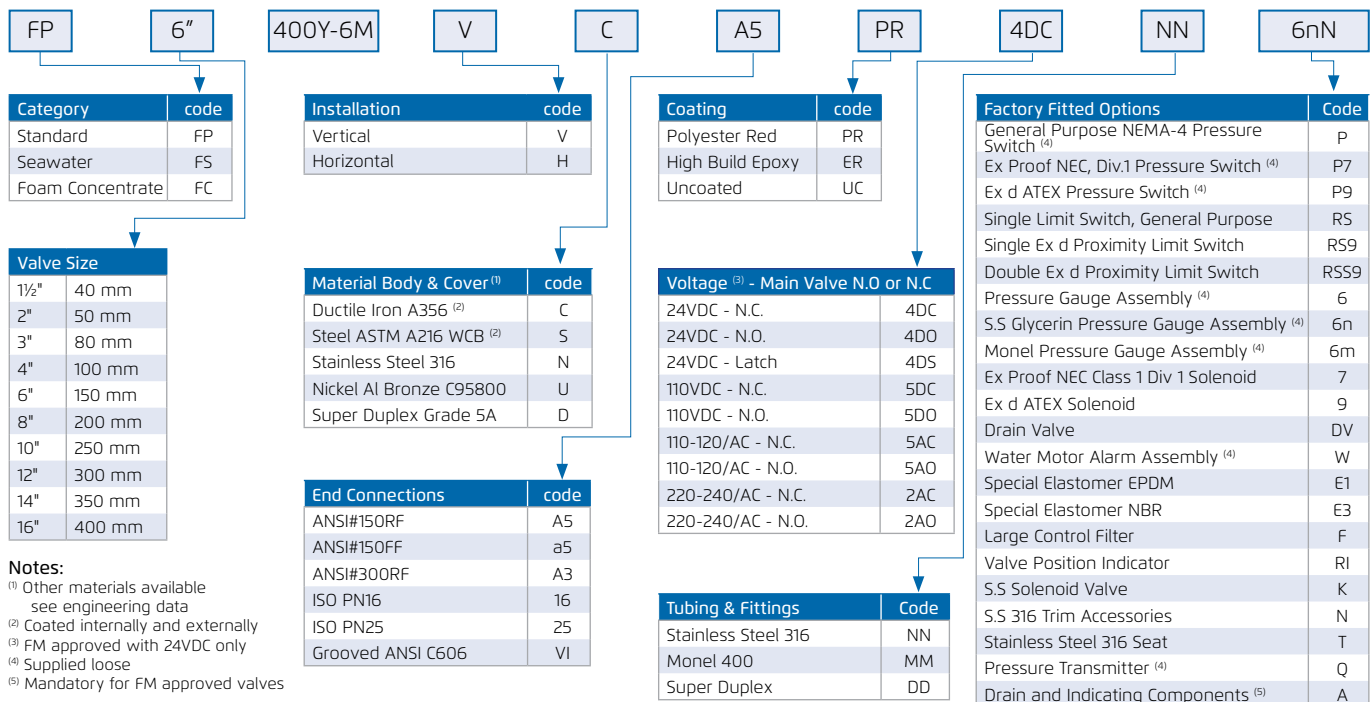 FP 6" 400Y-6M V C A5 PR 4DC NN 6nN
Category code
Standard FP
Seawater FS
Foam Concentrate FC
Valve Size
1½" 40 mm
2" 50 mm
3" 80 mm
4" 100 mm
6" 150 mm
8" 200 mm
10" 250 mm
12" 300 mm
14" 350 mm
16" 400 mm
Notes:
(1) Other materials available
see engineering data
(2) Coated internally and externally
(3) FM approved with 24VDC only
(4) Supplied loose
(5) Mandatory for FM approved valves
Installation code
Vertical V
Horizontal H
Material Body & Cover (1) code
Ductile Iron A356 (2) C
Steel ASTM A216 WCB (2) S
Stainless Steel 316 N
Nickel Al Bronze C95800 U
Super Duplex Grade 5A D
End Connections code
ANSI#150RF A5
ANSI#150FF a5
ANSI#300RF A3
ISO PN16 16
ISO PN25 25
Grooved ANSI C606 VI
Coating code
Polyester Red PR
High Build Epoxy ER
Uncoated UC
Voltage (3) - Main Valve N.O or N.C
24VDC - N.C. 4DC
24VDC - N.O. 4DO
24VDC - Latch 4DS
110VDC - N.C. 5DC
110VDC - N.O. 5DO
110-120/AC - N.C. 5AC
110-120/AC - N.O. 5AO
220-240/AC - N.C. 2AC
220-240/AC - N.O. 2AO
Tubing & Fittings Code
Stainless Steel 316 NN
Monel 400 MM
Super Duplex DD
Factory Fitted Options Code
General Purpose NEMA-4 Pressure
Switch (4) P
Ex Proof NEC, Div.1 Pressure Switch (4) P7
Ex d ATEX Pressure Switch (4) P9
Single Limit Switch, General Purpose RS
Single Ex d Proximity Limit Switch RS9
Double Ex d Proximity Limit Switch RSS9
Pressure Gauge Assembly (4) 6
S.S Glycerin Pressure Gauge Assembly (4) 6n
Monel Pressure Gauge Assembly (4) 6m
Ex Proof NEC Class 1 Div 1 Solenoid 7
Ex d ATEX Solenoid 9
Drain Valve DV
Water Motor Alarm Assembly (4) W
Special Elastomer EPDM E1
Special Elastomer NBR E3
Large Control Filter F
Valve Position Indicator RI
S.S Solenoid Valve K
S.S 316 Trim Accessories N
Stainless Steel 316 Seat T
Pressure Transmitter (4) Q
Drain and Indicating Components (5) A